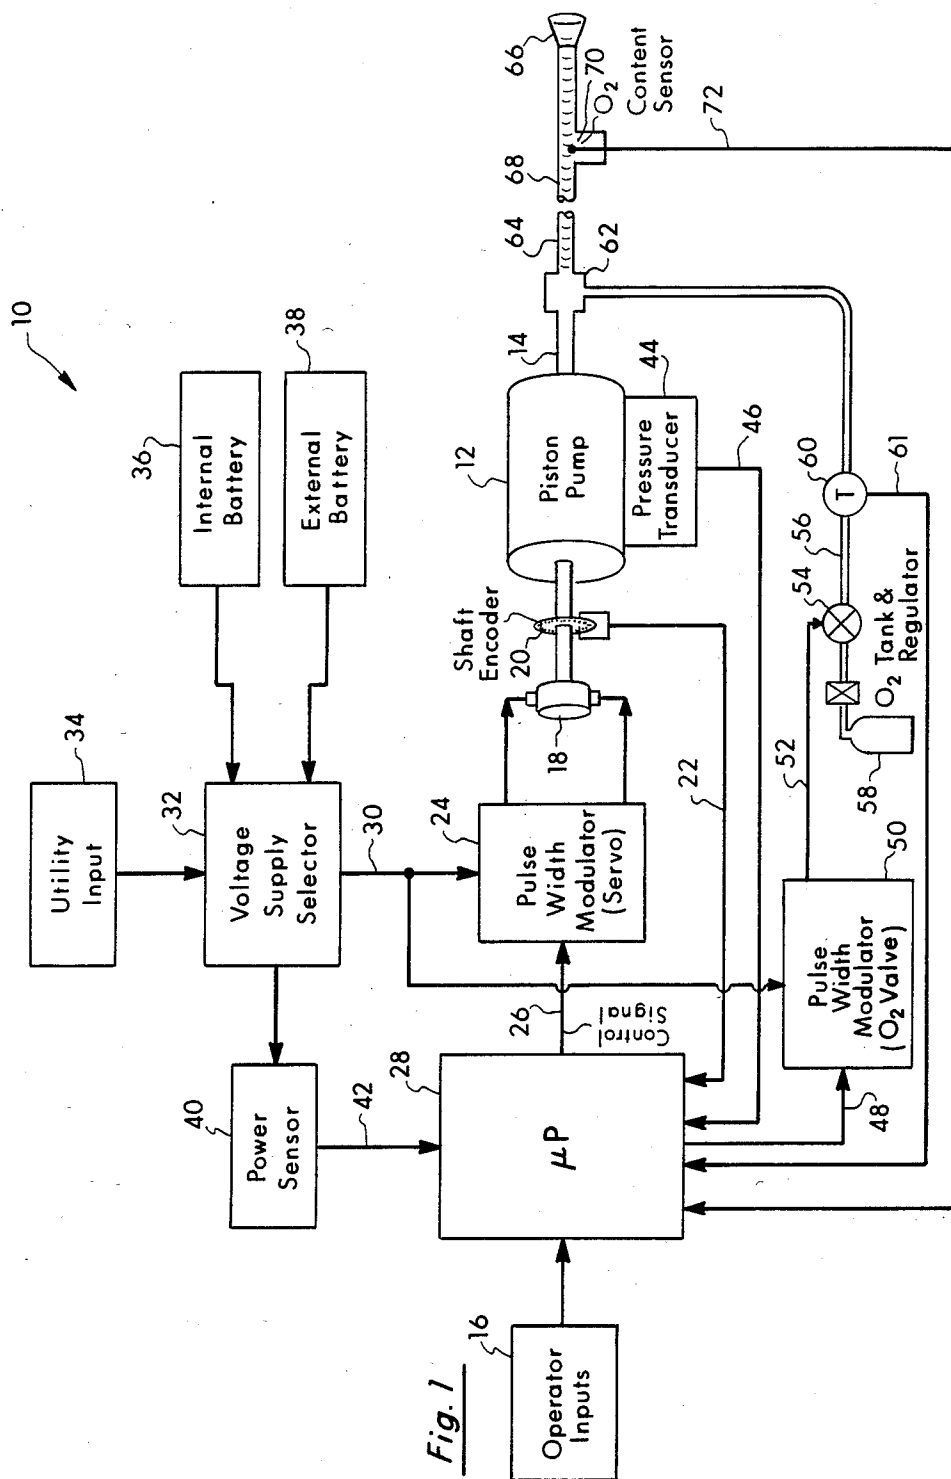 10
34
Utility
Input
36
Internal
Battery
38
External
Battery
32
Voltage
Supply
Selector
30
40
Power
Sensor
42
24
Pulse
Width
Modulator
(Servo)
18
Shaft
Encoder
20
12
Piston
Pump
14
44
Pressure
Transducer
46
62
64
68
66
70
O2
Content
Sensor
72
16
Operator
Inputs
28
μP
26
Control
Signal
22
48
50
Pulse
Width
Modulator
(O2 Valve)
52
58
O2 Tank &
Regulator
54
56
60
T
61
Fig. 1